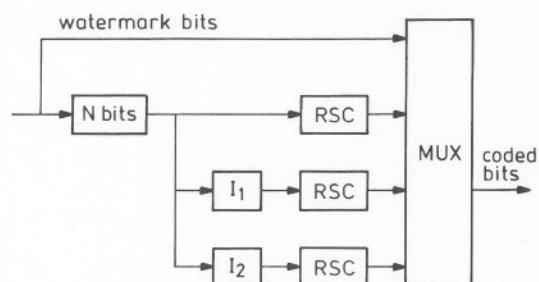 watermark bits
N bits
RSC
MUX
coded
bits
I₁
RSC
I₂
RSC